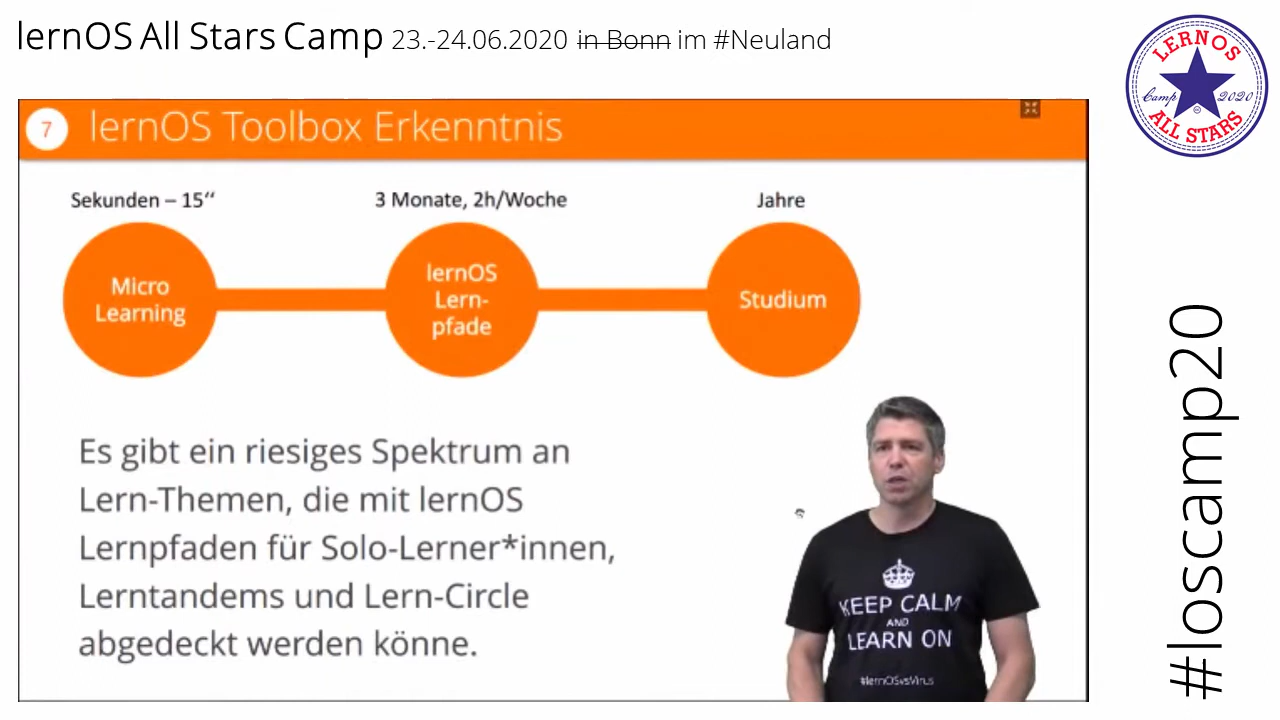 lernOS All Stars Camp 23.-24.06.2020 in Bonn im #Neuland
LERNOS
Camp 2020
ALL STARS
7 lernOS Toolbox Erkenntnis
Sekunden – 15‘‘
3 Monate, 2h/Woche
Jahre
Micro
Learning
lernOS
Lern-
pfade
Studium
Es gibt ein riesiges Spektrum an
Lern-Themen, die mit lernOS
Lernpfaden für Solo-Lerner*innen,
Lerntandems und Lern-Circle
abgedeckt werden könne.
KEEP CALM
AND
LEARN ON
#lernOSvsVirus
#loscamp20